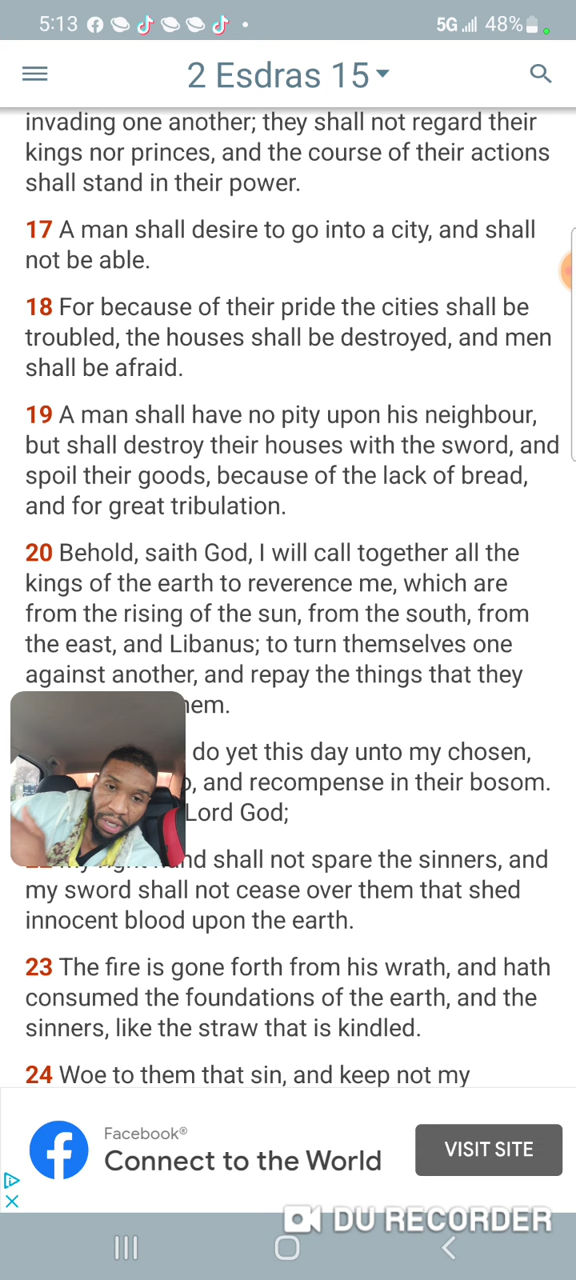 5:13
5G 48%
2 Esdras 15
invading one another; they shall not regard their
kings nor princes, and the course of their actions
shall stand in their power.
17 A man shall desire to go into a city, and shall
not be able.
18 For because of their pride the cities shall be
troubled, the houses shall be destroyed, and men
shall be afraid.
19 A man shall have no pity upon his neighbour,
but shall destroy their houses with the sword, and
spoil their goods, because of the lack of bread,
and for great tribulation.
20 Behold, saith God, I will call together all the
kings of the earth to reverence me, which are
from the rising of the sun, from the south, from
the east, and Libanus; to turn themselves one
against another, and repay the things that they
do yet this day unto my chosen,
and recompense in their bosom.
Lord God;
shall not spare the sinners, and
my sword shall not cease over them that shed
innocent blood upon the earth.
23 The fire is gone forth from his wrath, and hath
consumed the foundations of the earth, and the
sinners, like the straw that is kindled.
24 Woe to them that sin, and keep not my
Facebook®
Connect to the World
VISIT SITE
DU RECORDER